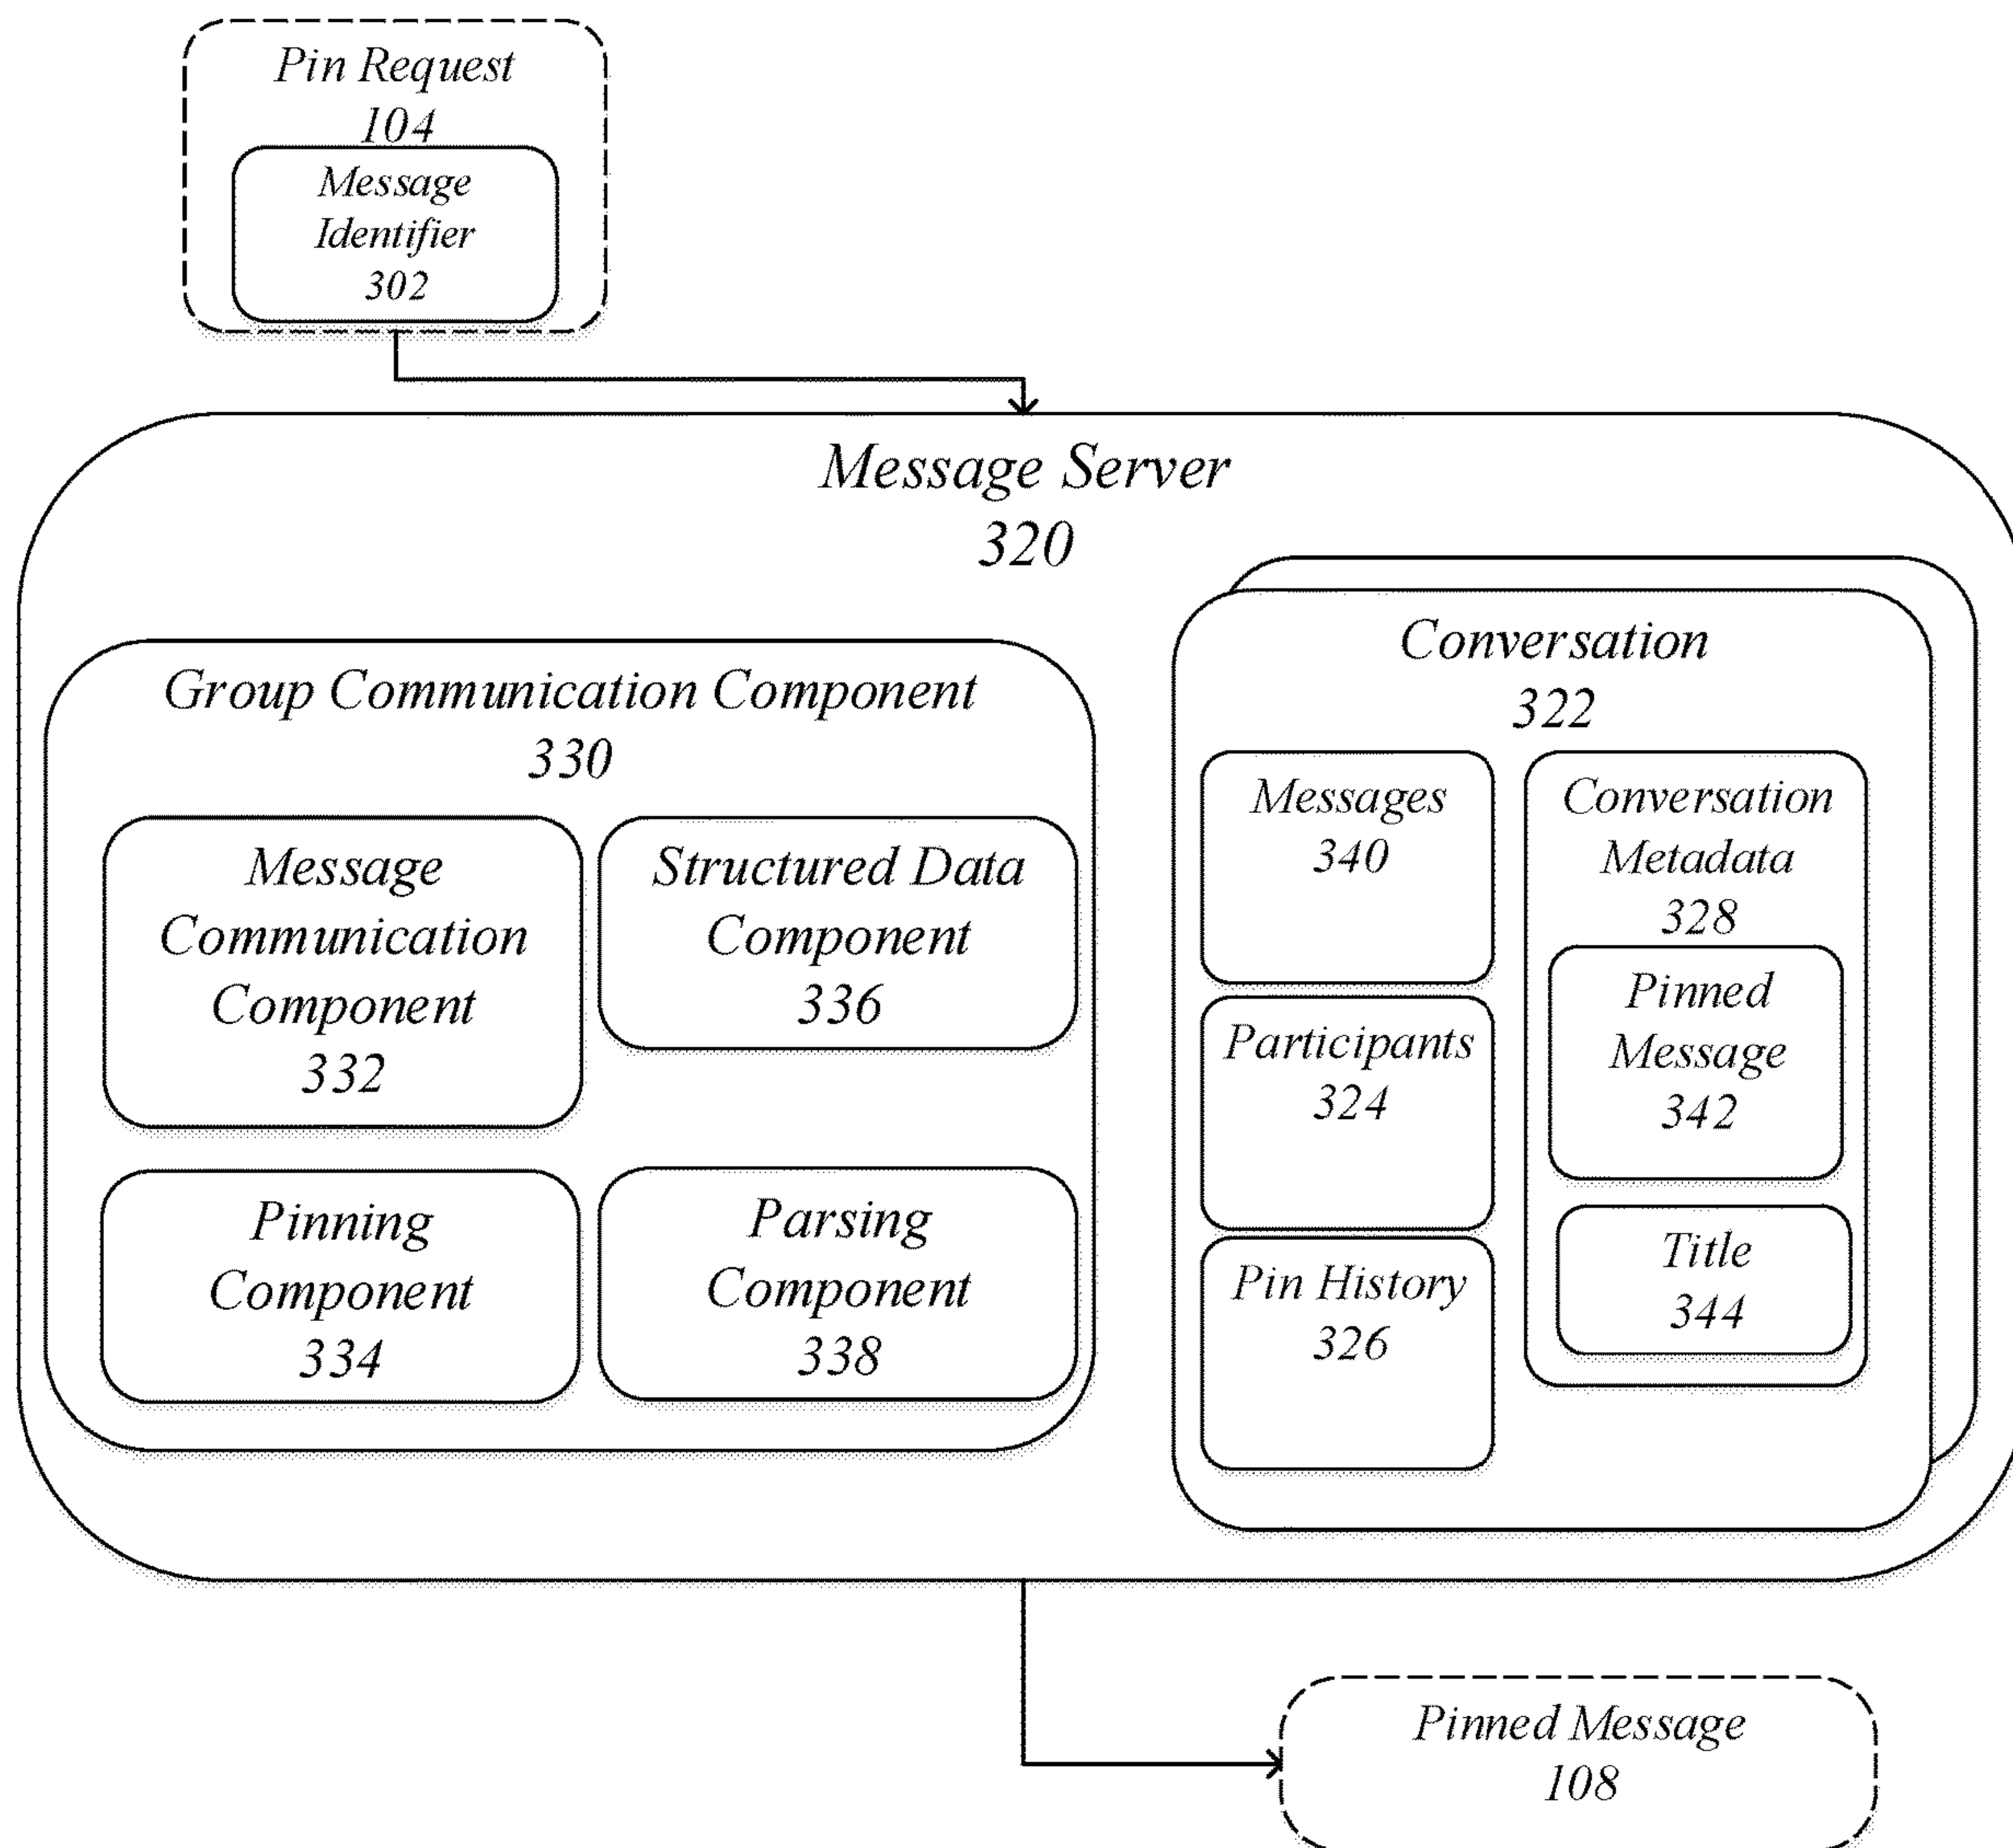 Pin Request
104
Message
Identifier
302
Message Server
320
Group Communication Component
330
Message
Communication
Component
332
Structured Data
Component
336
Pinning
Component
334
Parsing
Component
338
Conversation
322
Messages
340
Participants
324
Pin History
326
Conversation
Metadata
328
Pinned
Message
342
Title
344
Pinned Message
108